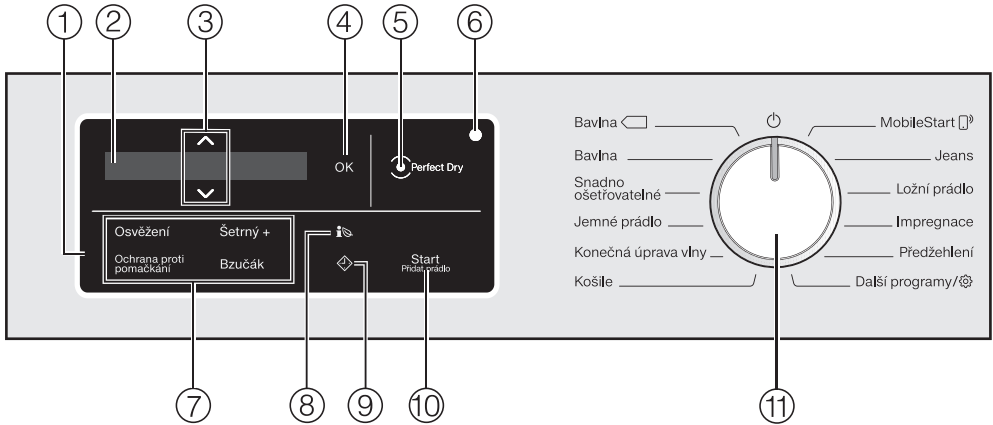 ① ② ③ ④ ⑤ ⑥
OK
Perfect Dry
Osvěžení
Šetrný +
Ochrana proti
pomačkání
Bzučák
Start
Přidat prádlo
⑦ ⑧ ⑨ ⑩ ⑪
Bavlna
Bavlna
Snadno
ošetřovatelné
Jemné prádlo
Konečná úprava vlny
Košile
MobileStart
Jeans
Ložní prádlo
Impregnace
Předžehlení
Další programy/